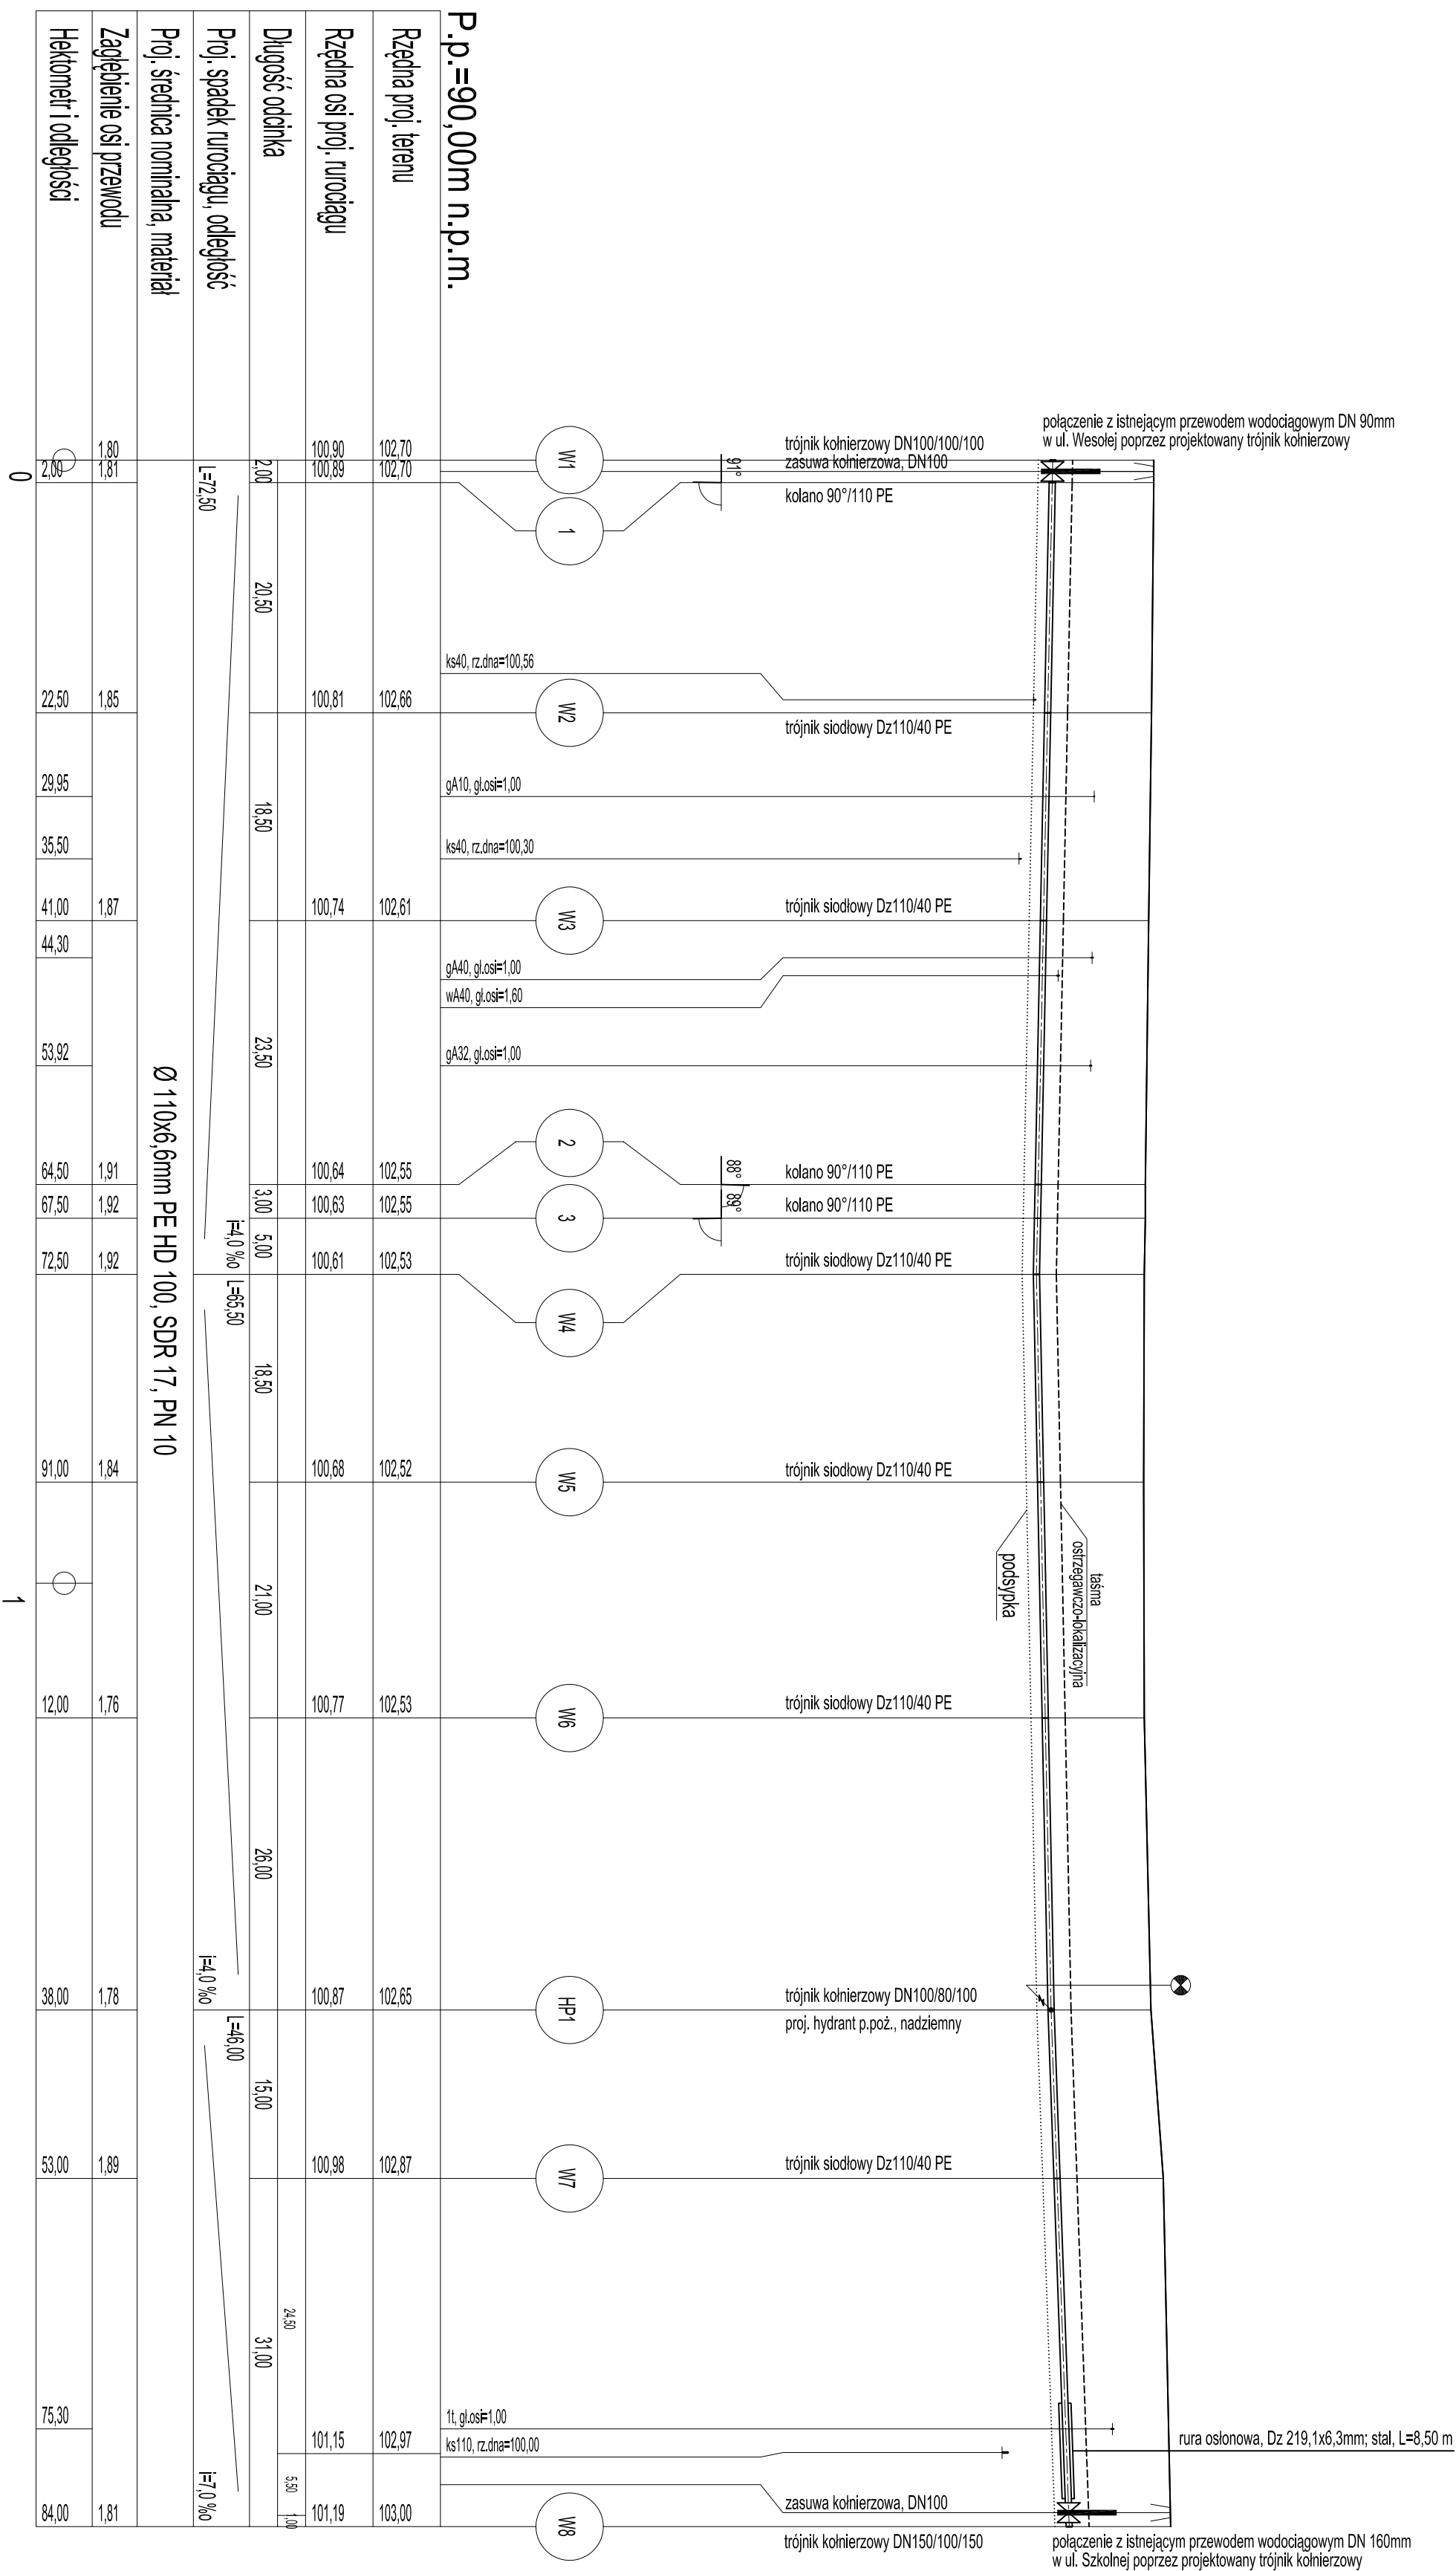 P.p.=90,00m n.p.m.
Rzędna proj. terenu
102,70
102,70
102,66
102,61
102,55
102,55
102,53
102,52
102,53
102,65
102,87
102,97
103,00
Rzędna osi proj. rurociągu
100,90
100,89
100,81
100,74
100,64
100,63
100,61
100,68
100,77
100,87
100,98
101,15
101,19
Długość odcinka
2,00
20,50
18,50
23,50
3,00
5,00
18,50
21,00
26,00
15,00
31,00
24,50
5,50
1,00
Proj. spadek rurociągu, odległość
L=72,50
i=4,0 ‰
L=65,50
i=4,0 ‰
L=46,00
i=7,0 ‰
Proj. średnica nominalna, materiał
Ø 110x6,6mm PE HD 100, SDR 17, PN 10
Zagłębienie osi przewodu
1,80
1,81
1,85
1,87
1,91
1,92
1,92
1,84
1,76
1,78
1,89
1,81
Hektometr i odległości
2,00
22,50
29,95
35,50
41,00
44,30
53,92
64,50
67,50
72,50
91,00
12,00
38,00
53,00
75,30
84,00
0
1
W1
1
W2
W3
2
3
W4
W5
W6
HP1
W7
W8
połączenie z istniejącym przewodem wodociągowym DN 90mm
w ul. Wesołej poprzez projektowany trójnik kołnierzowy
trójnik kołnierzowy DN100/100/100
zasuwa kołnierzowa, DN100
91°
kolano 90°/110 PE
ks40, rz.dna=100,56
trójnik siodłowy Dz110/40 PE
gA10, gł.osi=1,00
ks40, rz.dna=100,30
trójnik siodłowy Dz110/40 PE
gA40, gł.osi=1,00
wA40, gł.osi=1,60
gA32, gł.osi=1,00
88°
kolano 90°/110 PE
89°
kolano 90°/110 PE
trójnik siodłowy Dz110/40 PE
trójnik siodłowy Dz110/40 PE
taśma
ostrzegawczo-lokalizacyjna
podsypka
trójnik siodłowy Dz110/40 PE
trójnik kołnierzowy DN100/80/100
proj. hydrant p.poż., nadziemny
trójnik siodłowy Dz110/40 PE
1t, gł.osi=1,00
ks110, rz.dna=100,00
rura osłonowa, Dz 219,1x6,3mm; stal, L=8,50 m
zasuwa kołnierzowa, DN100
trójnik kołnierzowy DN150/100/150
połączenie z istniejącym przewodem wodociągowym DN 160mm
w ul. Szkolnej poprzez projektowany trójnik kołnierzowy